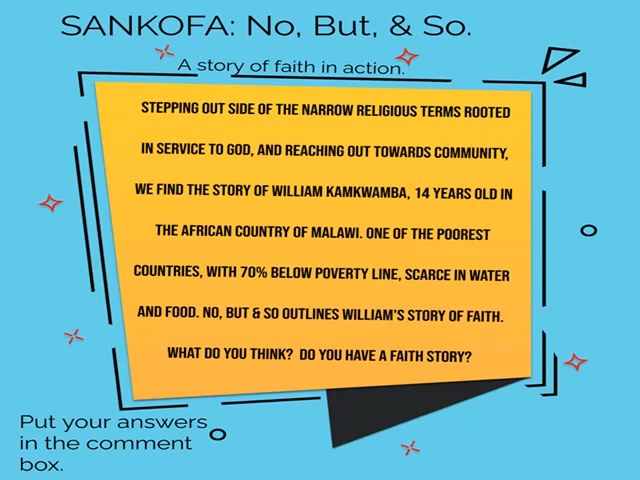 SANKOFA: No, But, & So.
A story of faith in action.
STEPPING OUT SIDE OF THE NARROW RELIGIOUS TERMS ROOTED
IN SERVICE TO GOD, AND REACHING OUT TOWARDS COMMUNITY,
WE FIND THE STORY OF WILLIAM KAMKWAMBA, 14 YEARS OLD IN
THE AFRICAN COUNTRY OF MALAWI. ONE OF THE POOREST
COUNTRIES, WITH 70% BELOW POVERTY LINE, SCARCE IN WATER
AND FOOD. NO, BUT & SO OUTLINES WILLIAM'S STORY OF FAITH.
WHAT DO YOU THINK? DO YOU HAVE A FAITH STORY?
Put your answers
in the comment
box.